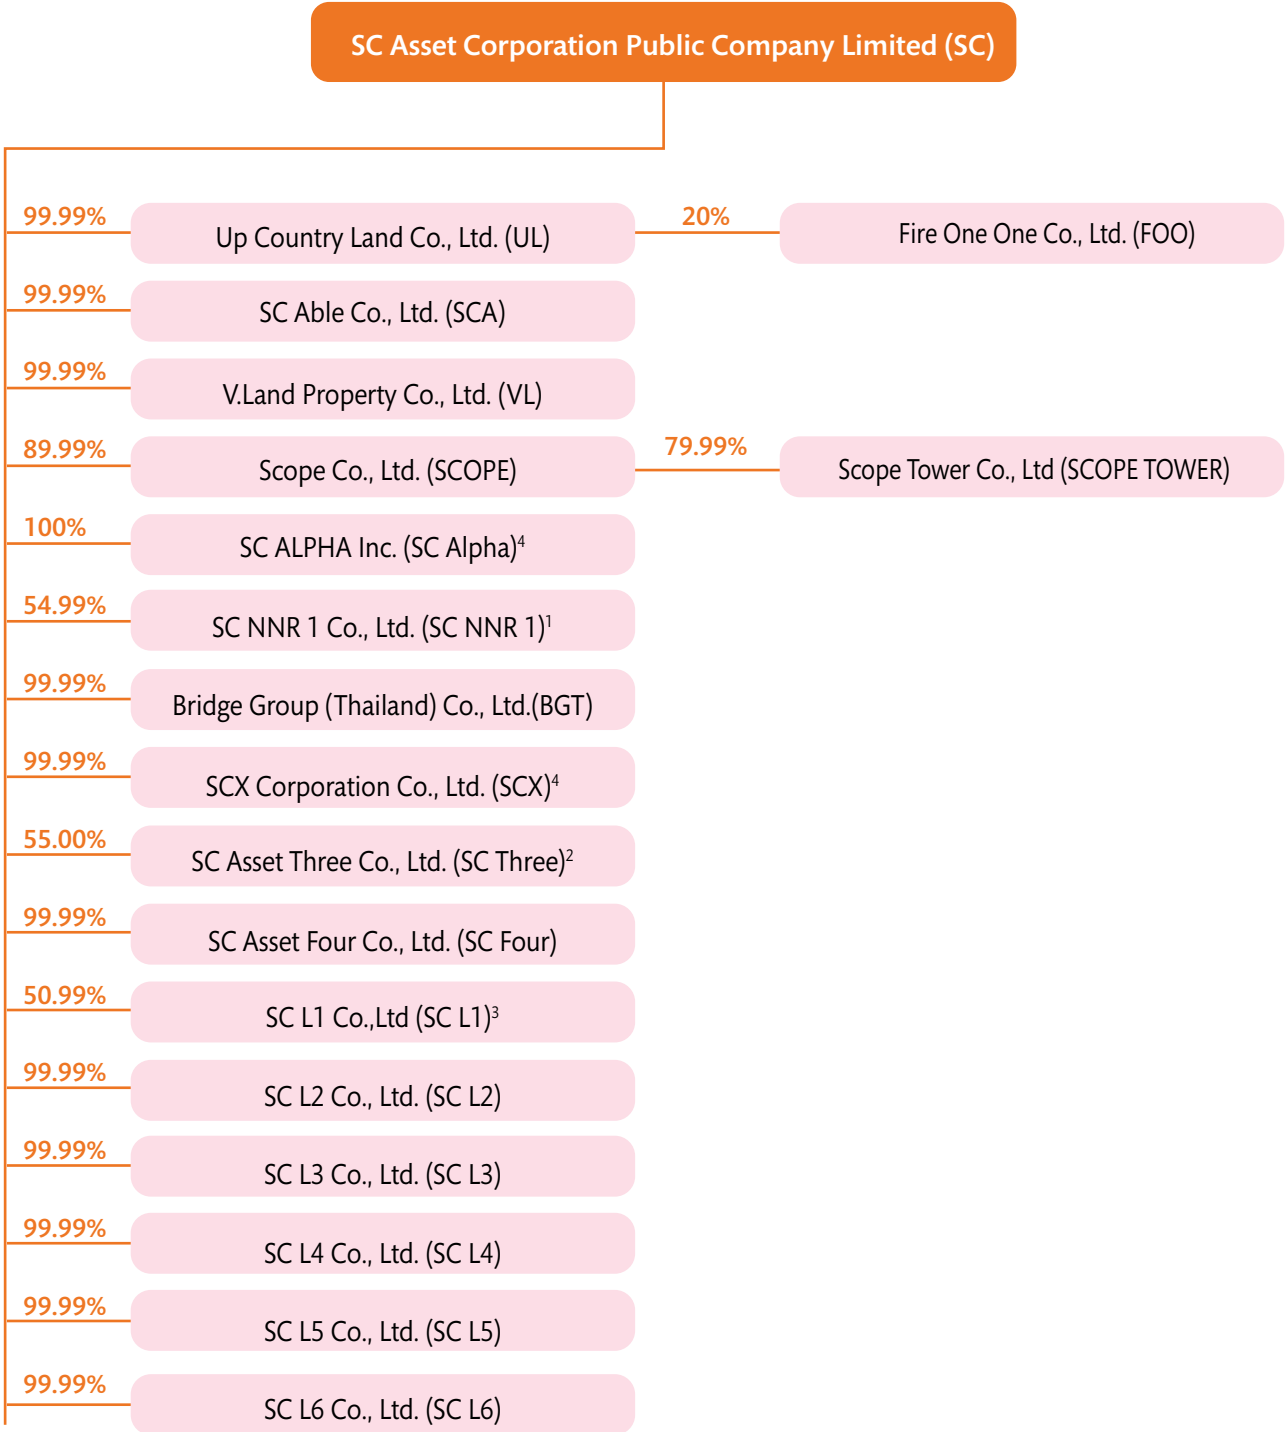 SC Asset Corporation Public Company Limited (SC)
99.99%
Up Country Land Co., Ltd. (UL)
20%
Fire One One Co., Ltd. (FOO)
99.99%
SC Able Co., Ltd. (SCA)
99.99%
V.Land Property Co., Ltd. (VL)
89.99%
Scope Co., Ltd. (SCOPE)
79.99%
Scope Tower Co., Ltd (SCOPE TOWER)
100%
SC ALPHA Inc. (SC Alpha)⁴
54.99%
SC NNR 1 Co., Ltd. (SC NNR 1)¹
99.99%
Bridge Group (Thailand) Co., Ltd.(BGT)
99.99%
SCX Corporation Co., Ltd. (SCX)⁴
55.00%
SC Asset Three Co., Ltd. (SC Three)²
99.99%
SC Asset Four Co., Ltd. (SC Four)
50.99%
SC L1 Co.,Ltd (SC L1)³
99.99%
SC L2 Co., Ltd. (SC L2)
99.99%
SC L3 Co., Ltd. (SC L3)
99.99%
SC L4 Co., Ltd. (SC L4)
99.99%
SC L5 Co., Ltd. (SC L5)
99.99%
SC L6 Co., Ltd. (SC L6)